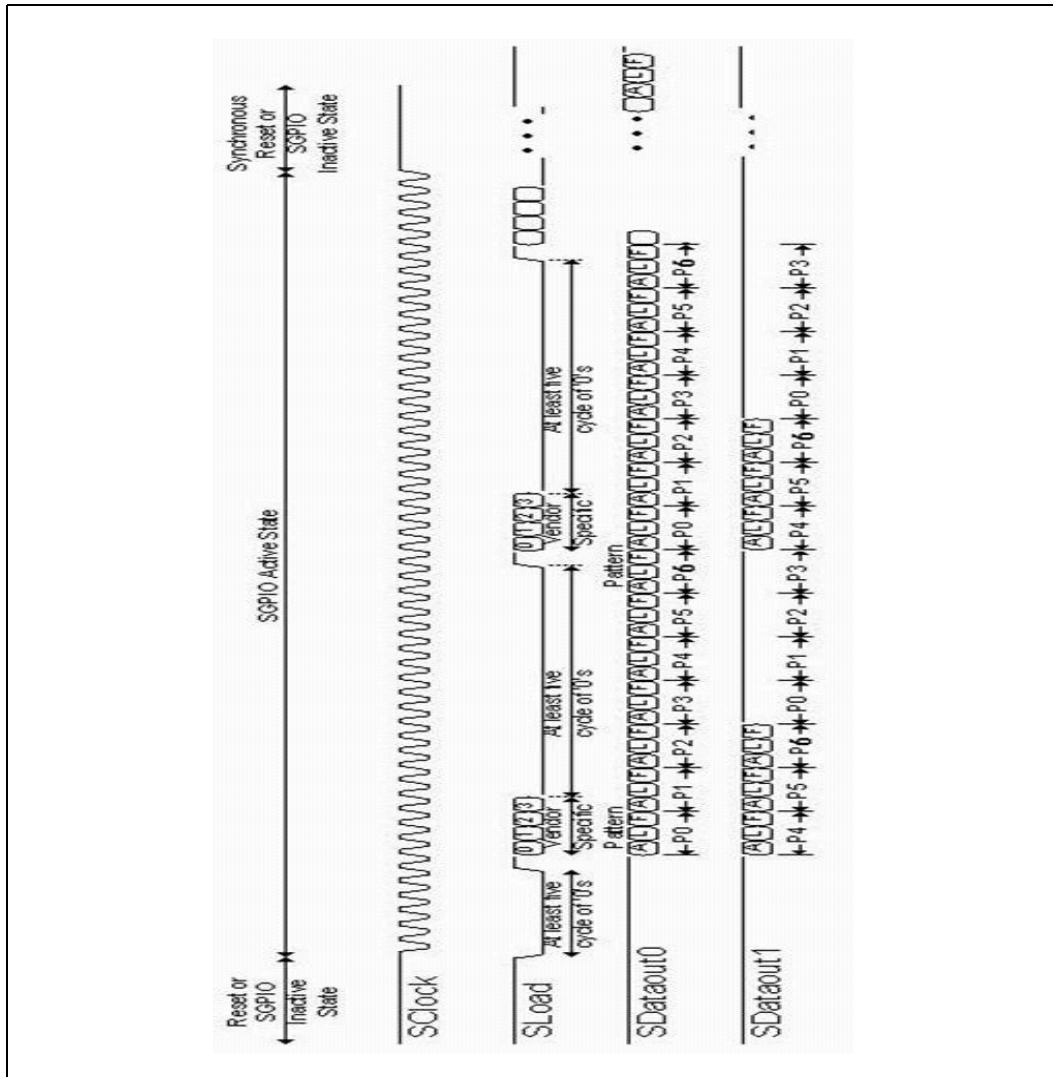 Reset or
SGPIO
Inactive
State
SGPIO Active State
Synchronous
Reset or
SGPIO
Inactive State
SClock
SLoad
0 1 2 3
0 1 2 3
At least five
cycle of '0's
Vendor
Specific
Pattern
At least five
cycle of '0's
Vendor
Specific
Pattern
At least five
cycle of '0's
SDataout0
A L F A L F A L F A L F A L F A L F A L F A L F A L F A L F A L F A L F A L F A L F
A L F
P0 P1 P2 P3 P4 P5 P6 P0 P1 P2 P3 P4 P5 P6
SDataout1
A L F A L F A L F
A L F A L F A L F
P4 P5 P6 P0 P1 P2 P3 P4 P5 P6 P0 P1 P2 P3